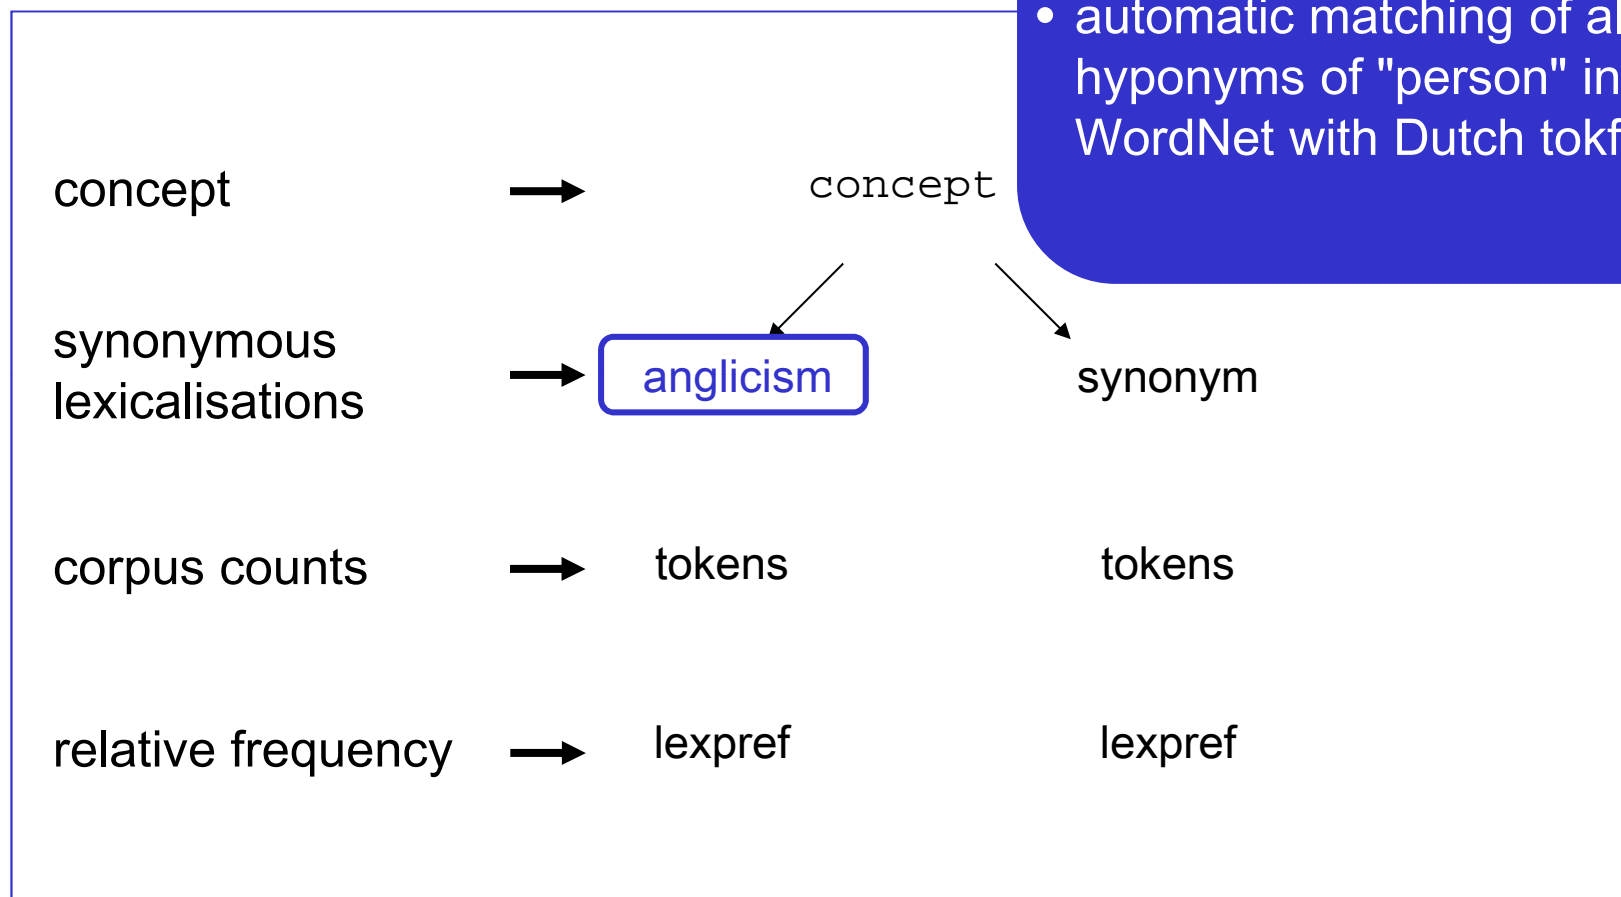 • automatic matching of
hyponyms of "person" in
WordNet with Dutch
concept
concept
synonymous
lexicalisations
anglicism
synonym
corpus counts
tokens
tokens
relative frequency
lexpref
lexpref